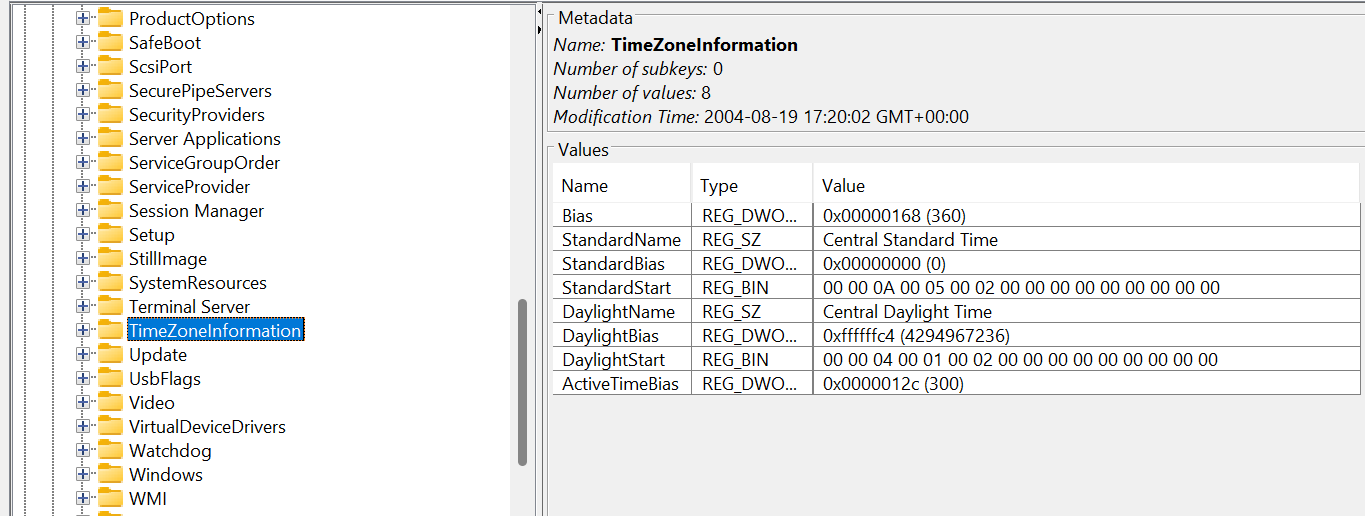 ProductOptions
SafeBoot
ScsiPort
SecurePipeServers
SecurityProviders
Server Applications
ServiceGroupOrder
ServiceProvider
Session Manager
Setup
StillImage
SystemResources
Terminal Server
TimeZoneInformation
Update
UsbFlags
Video
VirtualDeviceDrivers
Watchdog
Windows
WMI
Metadata
Name: TimeZoneInformation
Number of subkeys: 0
Number of values: 8
Modification Time: 2004-08-19 17:20:02 GMT+00:00
Values
Name Type Value
Bias REG_DWO... 0x00000168 (360)
StandardName REG_SZ Central Standard Time
StandardBias REG_DWO... 0x00000000 (0)
StandardStart REG_BIN 00 00 0A 00 05 00 02 00 00 00 00 00 00 00 00 00
DaylightName REG_SZ Central Daylight Time
DaylightBias REG_DWO... 0xffffffc4 (4294967236)
DaylightStart REG_BIN 00 00 04 00 01 00 02 00 00 00 00 00 00 00 00 00
ActiveTimeBias REG_DWO... 0x0000012c (300)